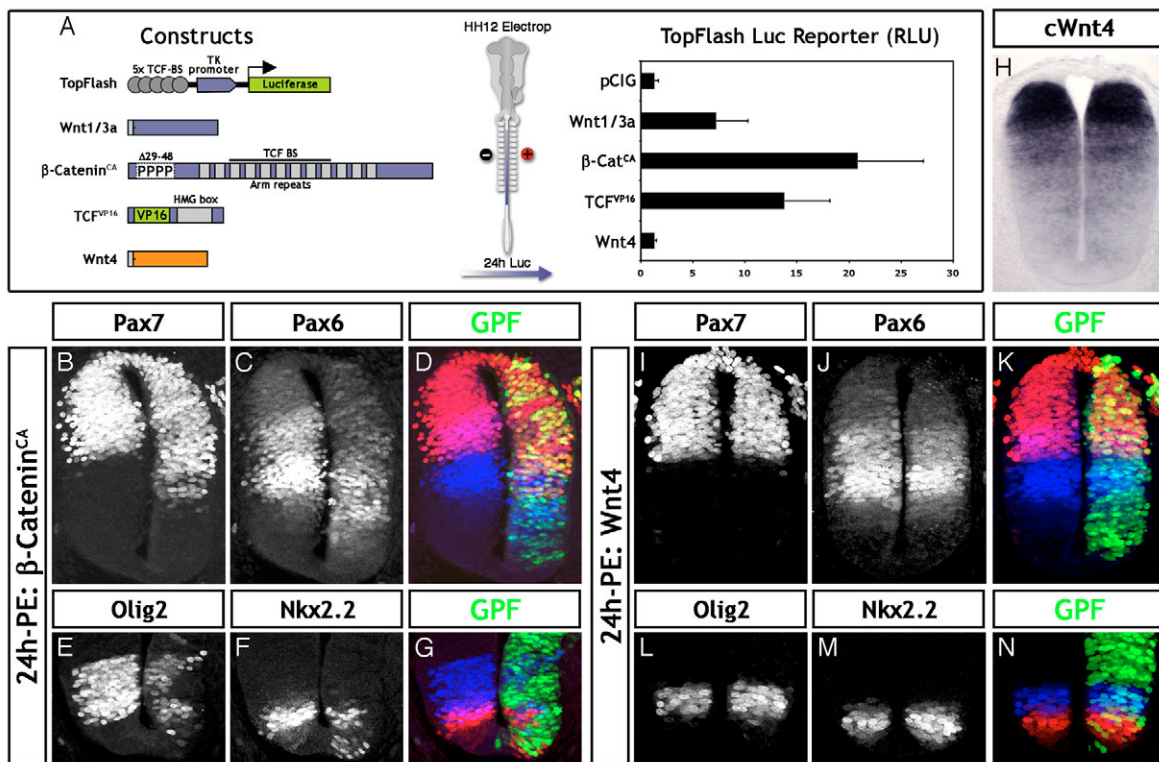 A
Constructs
HH12 Electrop
TopFlash Luc Reporter (RLU)
cWnt4
5x TCF-BS
TK promoter
TopFlash
Luciferase
Wnt1/3a
Δ29-48
TCF BS
β-Catenin^CA
PPPP
Arm repeats
HMG box
TCF^VP16
VP16
Wnt4
24h Luc
- +
pCIG
Wnt1/3a
β-Cat^CA
TCF^VP16
Wnt4
0 5 10 15 20 25 30
H
Pax7 Pax6 GPF
24h-PE: β-Catenin^CA
B C D
Olig2 Nkx2.2 GPF
E F G
Pax7 Pax6 GPF
24h-PE: Wnt4
I J K
Olig2 Nkx2.2 GPF
L M N